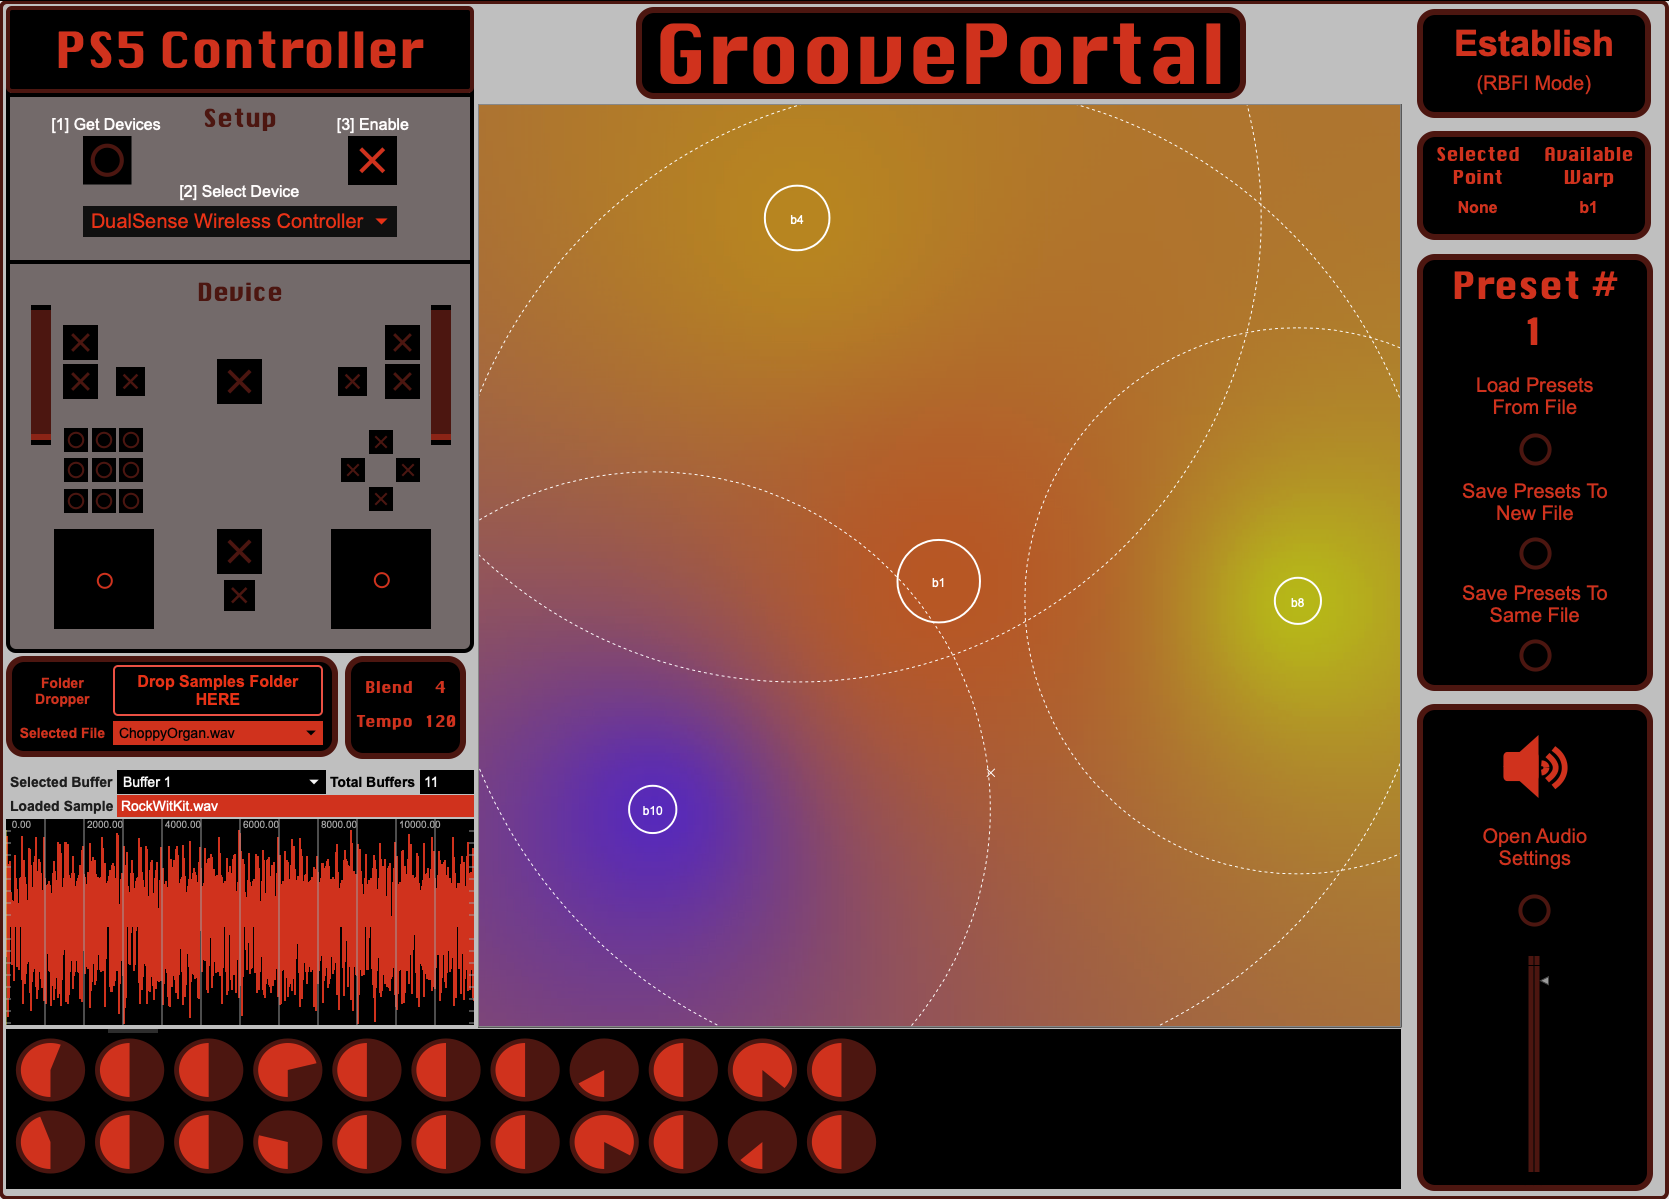 PS5 Controller
GroovePortal
Establish
(RBFI Mode)
Setup
[1] Get Devices
[3] Enable
[2] Select Device
DualSense Wireless Controller
Device
Selected
Point
None
Available
Warp
b1
Preset #
1
Load Presets
From File
Save Presets To
New File
Save Presets To
Same File
b4
b1
b8
b10
Folder
Dropper
Drop Samples Folder
HERE
Selected File
ChoppyOrgan.wav
Blend 4
Tempo 120
Selected Buffer
Buffer 1
Total Buffers
11
Loaded Sample
RockWitKit.wav
0.00 2000.00 4000.00 6000.00 8000.00 10000.00
Open Audio
Settings